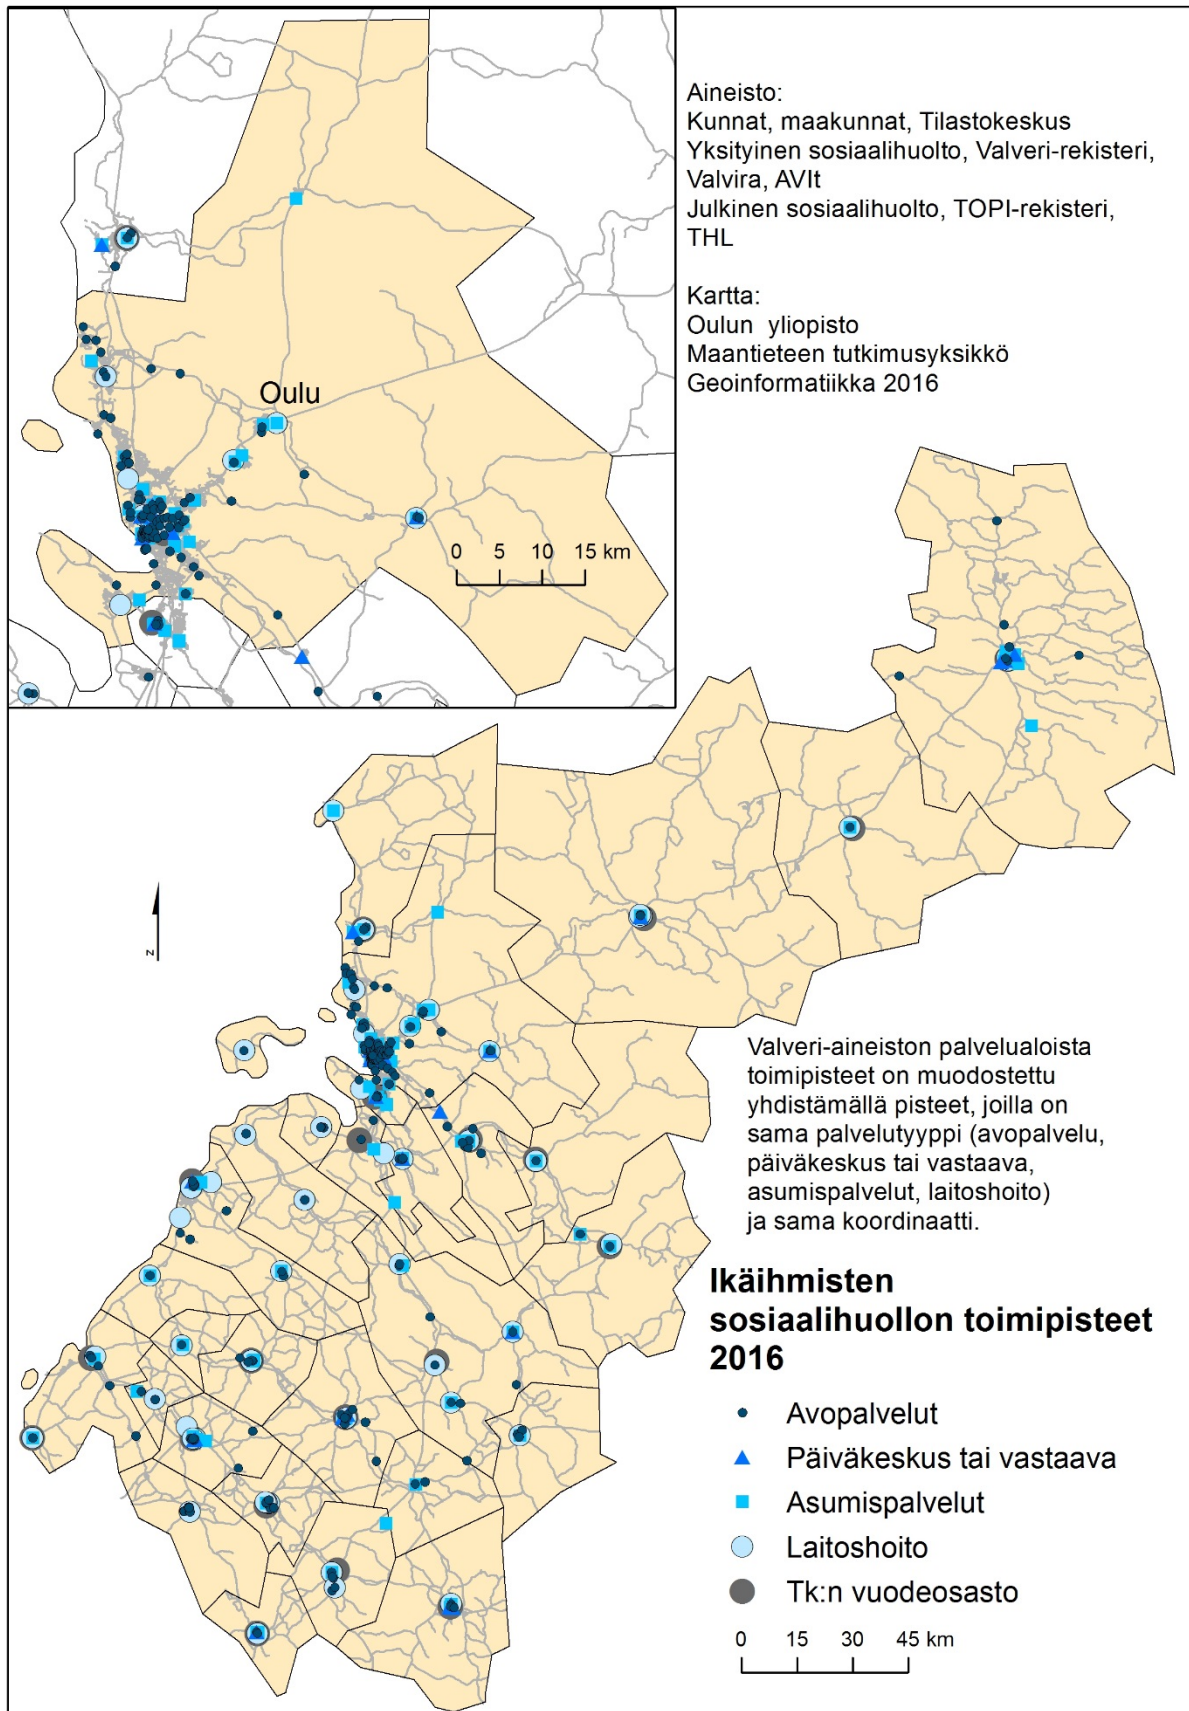 Aineisto:
Kunnat, maakunnat, Tilastokeskus
Yksityinen sosiaalihuolto, Valveri-rekisteri,
Valvira, AVIt
Julkinen sosiaalihuolto, TOPI-rekisteri,
THL
Kartta:
Oulun yliopisto
Maantieteen tutkimusyksikkö
Geoinformatiikka 2016
Oulu
0 5 10 15 km
N
Valveri-aineiston palvelualoista
toimipisteet on muodostettu
yhdistämällä pisteet, joilla on
sama palvelutyyppi (avopalvelu,
päiväkeskus tai vastaava,
asumispalvelut, laitoshoito)
ja sama koordinaatti.
Ikäihmisten
sosiaalihuollon toimipisteet
2016
Avopalvelut
Päiväkeskus tai vastaava
Asumispalvelut
Laitoshoito
Tk:n vuodeosasto
0 15 30 45 km